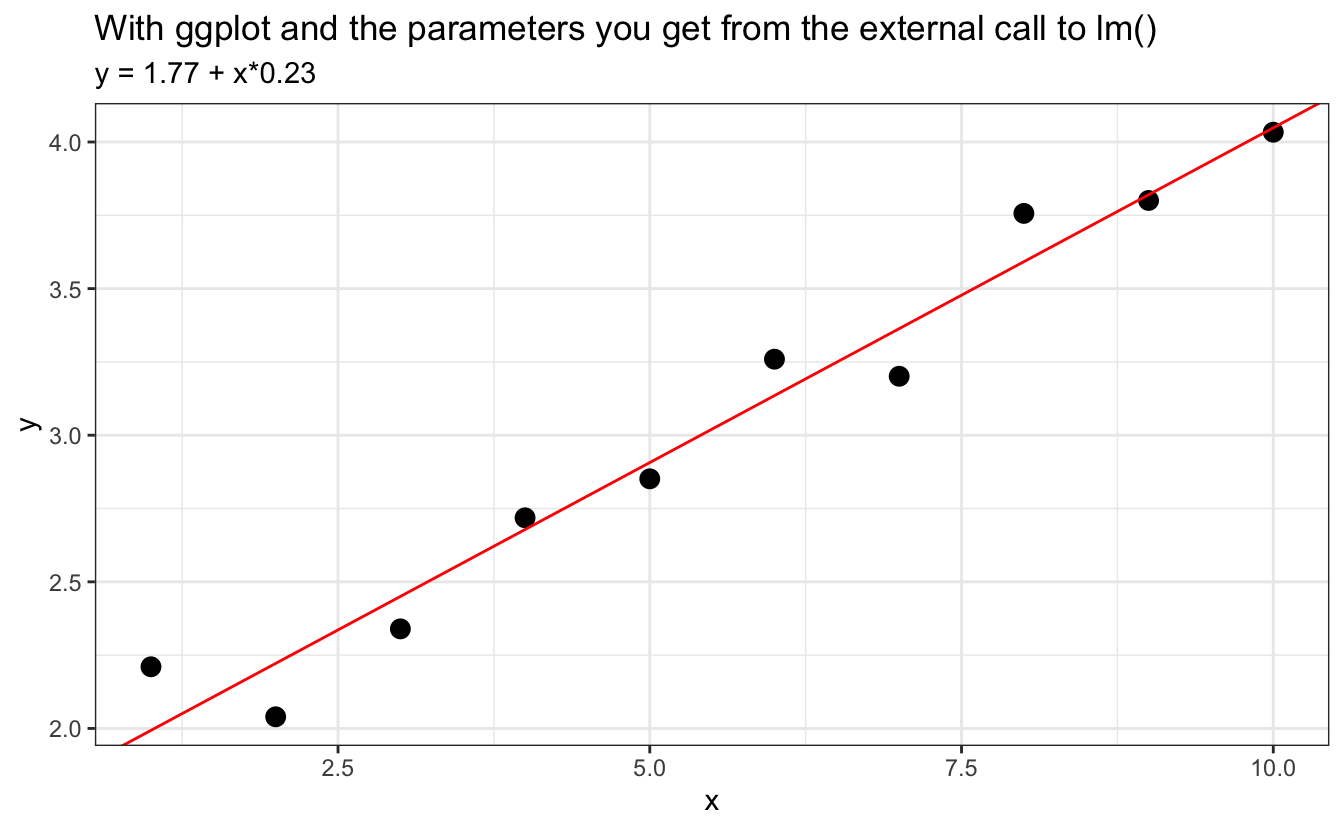 With ggplot and the parameters you get from the external call to lm()
y = 1.77 + x*0.23
4.0
3.5
3.0
2.5
2.0
y
2.5 5.0 7.5 10.0
x